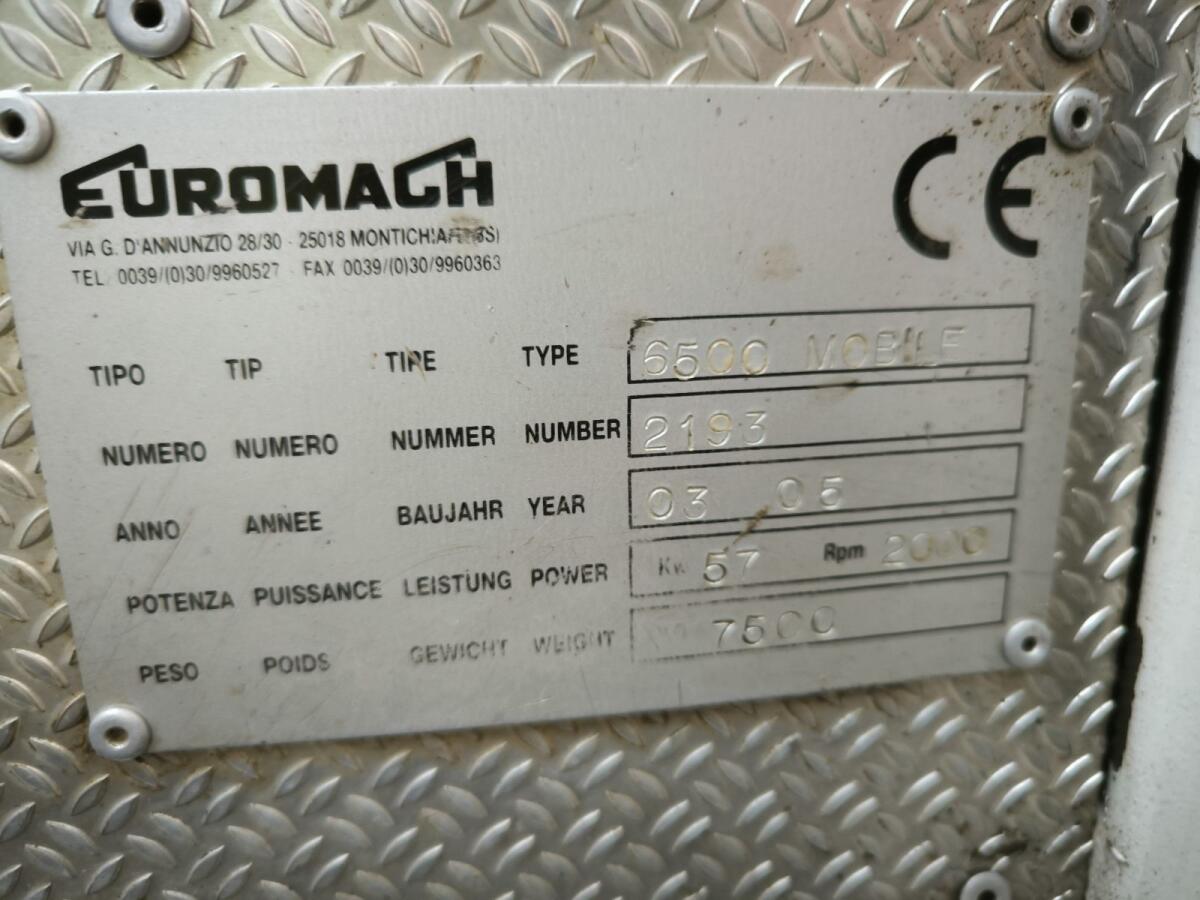 EUROMACH
CE
VIA G. D'ANNUNZIO 28/30 - 25018 MONTICHIARI (BS)
TEL. 0039/(0)30/9960527 FAX 0039/(0)30/9960363
TIPO TIP TIPE TYPE 6500 MOBILE
NUMERO NUMERO NUMMER NUMBER 2193
ANNO ANNEE BAUJAHR YEAR 03 05
POTENZA PUISSANCE LEISTUNG POWER Kw 57 Rpm 2000
PESO POIDS GEWICHT WEIGHT 7500